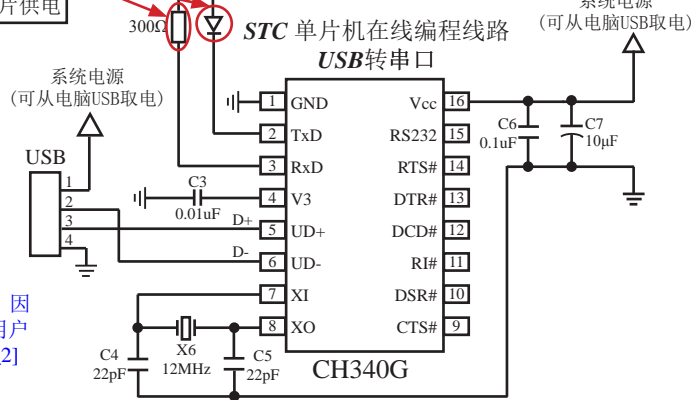 片供电
系统电源
(可从电脑USB取电)
300Ω
STC 单片机在线编程线路
USB转串口
系统电源
(可从电脑USB取电)
USB
1
2
3
4
1 GND
2 TxD
3 RxD
4 V3
5 UD+
6 UD-
7 XI
8 XO
Vcc 16
RS232 15
RTS# 14
DTR# 13
DCD# 12
RI# 11
DSR# 10
CTS# 9
C6
0.1uF
C7
10μF
C3
0.01uF
D+
D-
因
用户
2]
C4
22pF
X6
12MHz
C5
22pF
CH340G